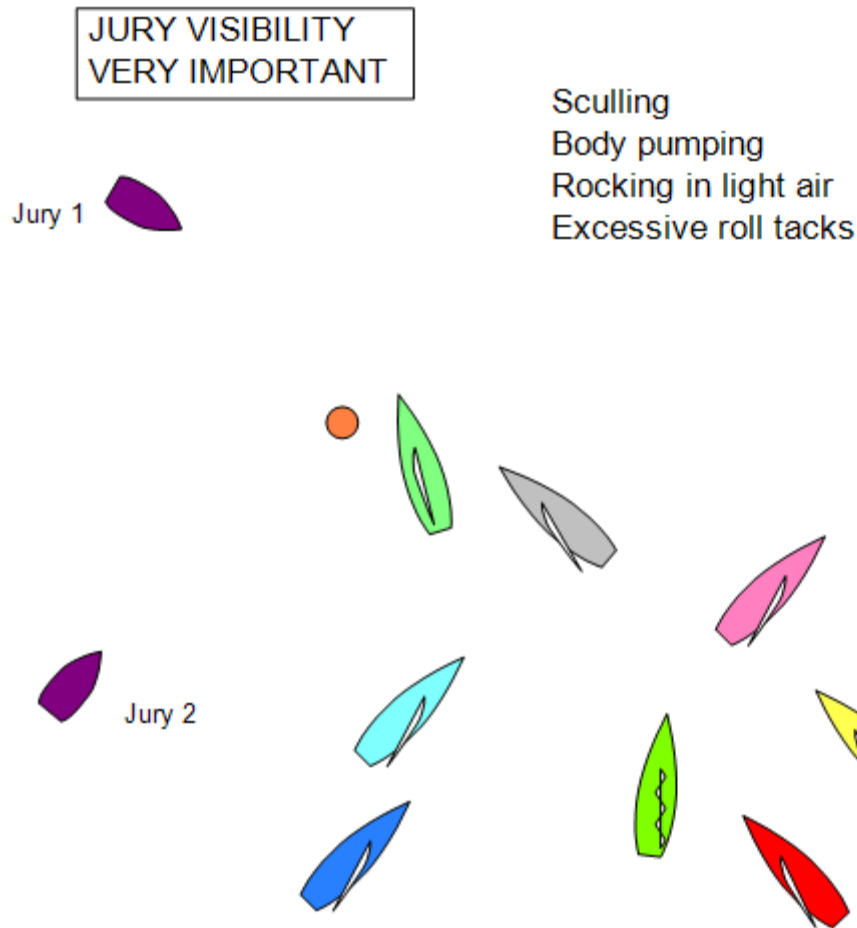 JURY VISIBILITY
VERY IMPORTANT
Sculling
Body pumping
Rocking in light air
Excessive roll tacks
Jury 1
Jury 2